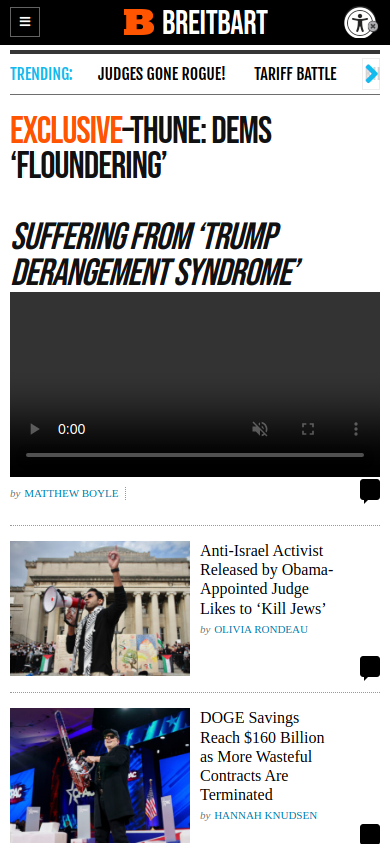 BREITBART
TRENDING:
JUDGES GONE ROGUE!
TARIFF BATTLE
EXCLUSIVE–THUNE: DEMS
‘FLOUNDERING’
SUFFERING FROM ‘TRUMP
DERANGEMENT SYNDROME’
0:00
by MATTHEW BOYLE
Anti-Israel Activist
Released by Obama-
Appointed Judge
Likes to ‘Kill Jews’
by OLIVIA RONDEAU
DOGE Savings
Reach $160 Billion
as More Wasteful
Contracts Are
Terminated
by HANNAH KNUDSEN